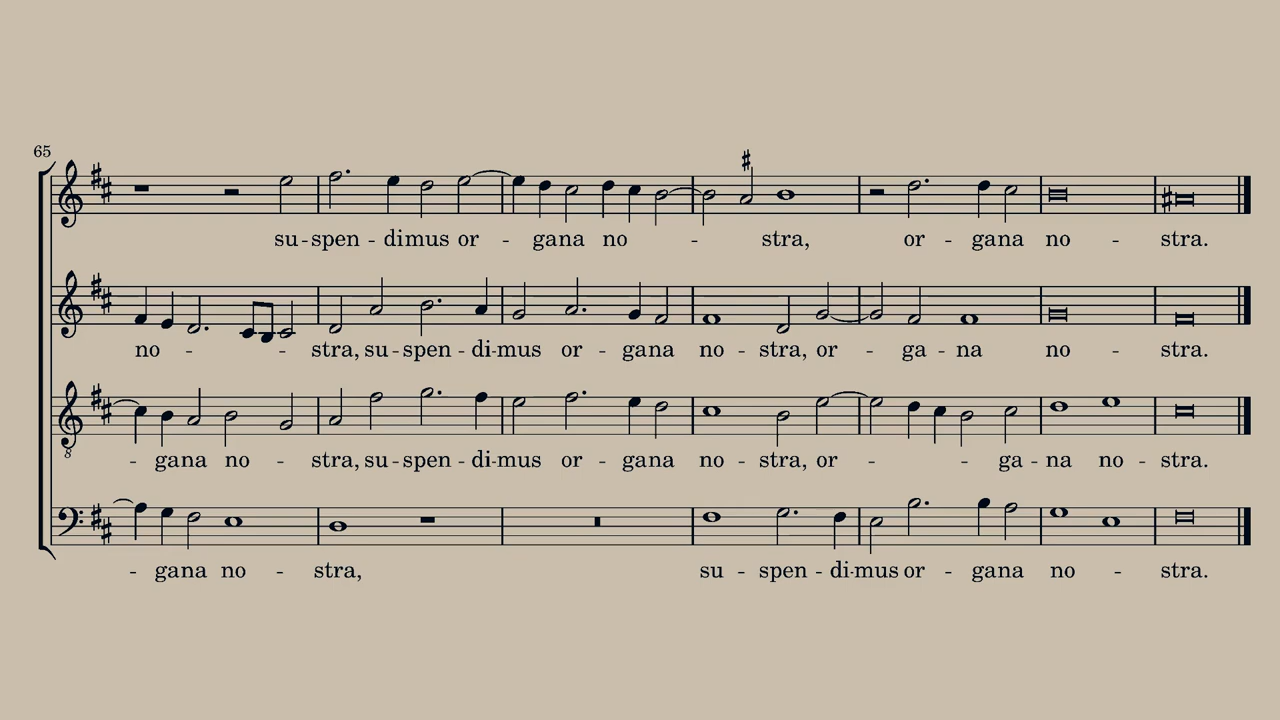 65
su - spen - dimus or - gana no - stra, or - gana no - stra.
no - - stra, su - spen - di - mus or - gana no - stra, or - ga - na no - stra.
- gana no - stra, su - spen - di - mus or - gana no - stra, or - - ga - na no - stra.
8
- gana no - stra, su - spen - di - mus or - gana no - stra.